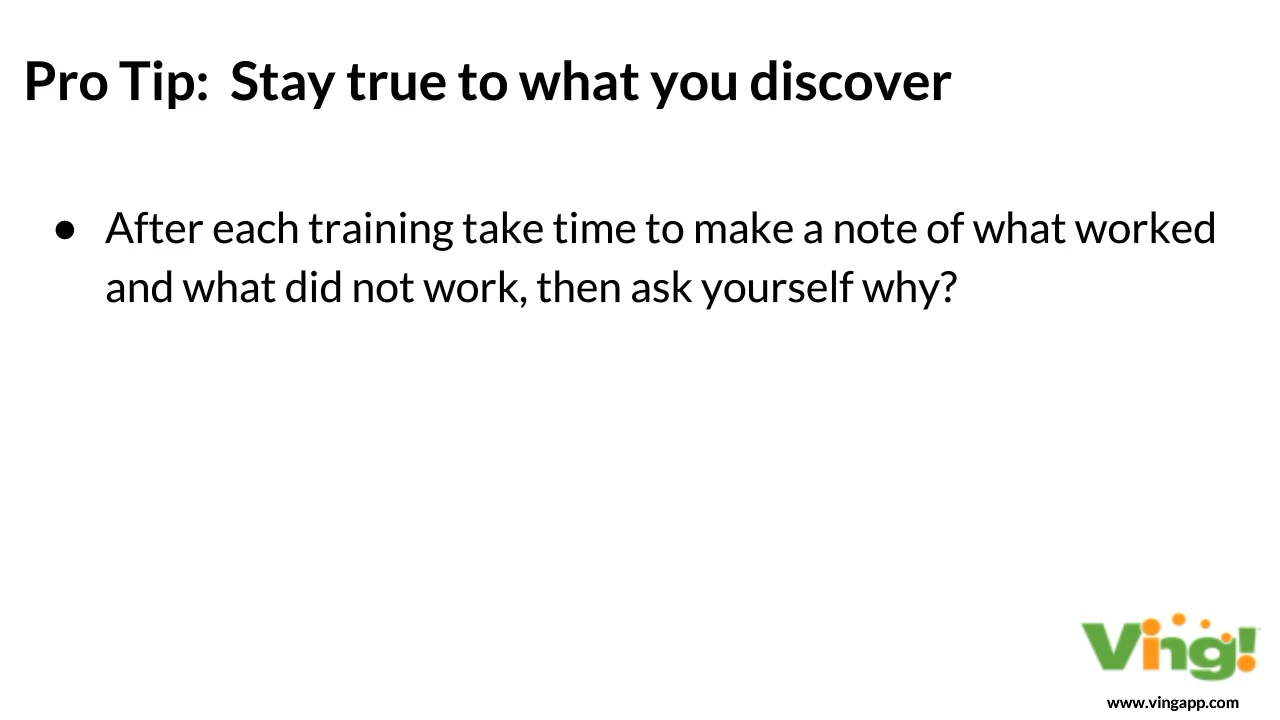 Pro Tip:  Stay true to what you discover
● After each training take time to make a note of what worked
and what did not work, then ask yourself why?
Ving!
www.vingapp.com